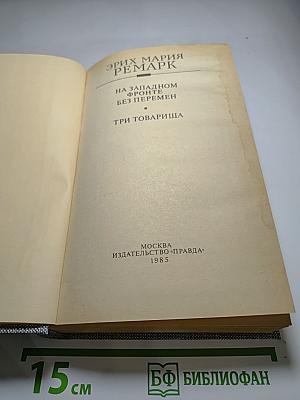 ЭРИХ МАРИЯ
РЕМАРК
НА ЗАПАДНОМ
ФРОНТЕ
БЕЗ ПЕРЕМЕН
•
ТРИ ТОВАРИЩА
МОСКВА
ИЗДАТЕЛЬСТВО «ПРАВДА»
1985
15 см
БФ БИБЛИОФАН